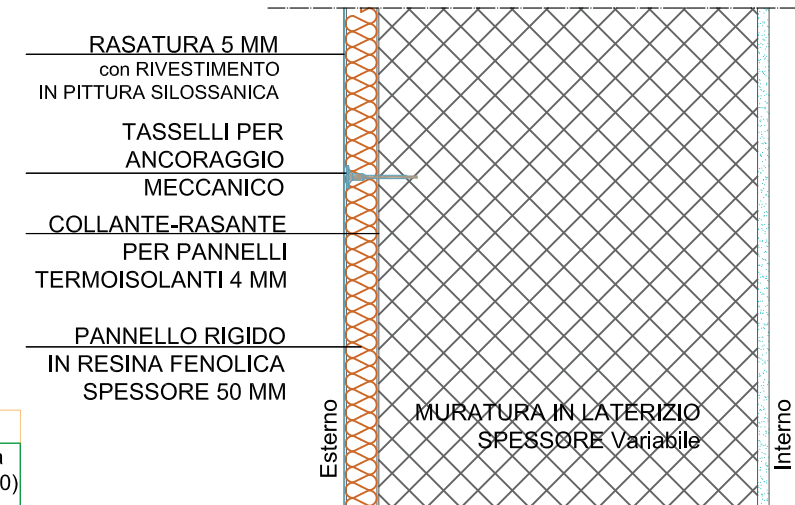 RASATURA 5 MM
con RIVESTIMENTO
IN PITTURA SILOSSANICA
TASSELLI PER
ANCORAGGIO
MECCANICO
COLLANTE-RASANTE
PER PANNELLI
TERMOISOLANTI 4 MM
PANNELLO RIGIDO
IN RESINA FENOLICA
SPESSORE 50 MM
Esterno
MURATURA IN LATERIZIO
SPESSORE Variabile
Interno
a
0)